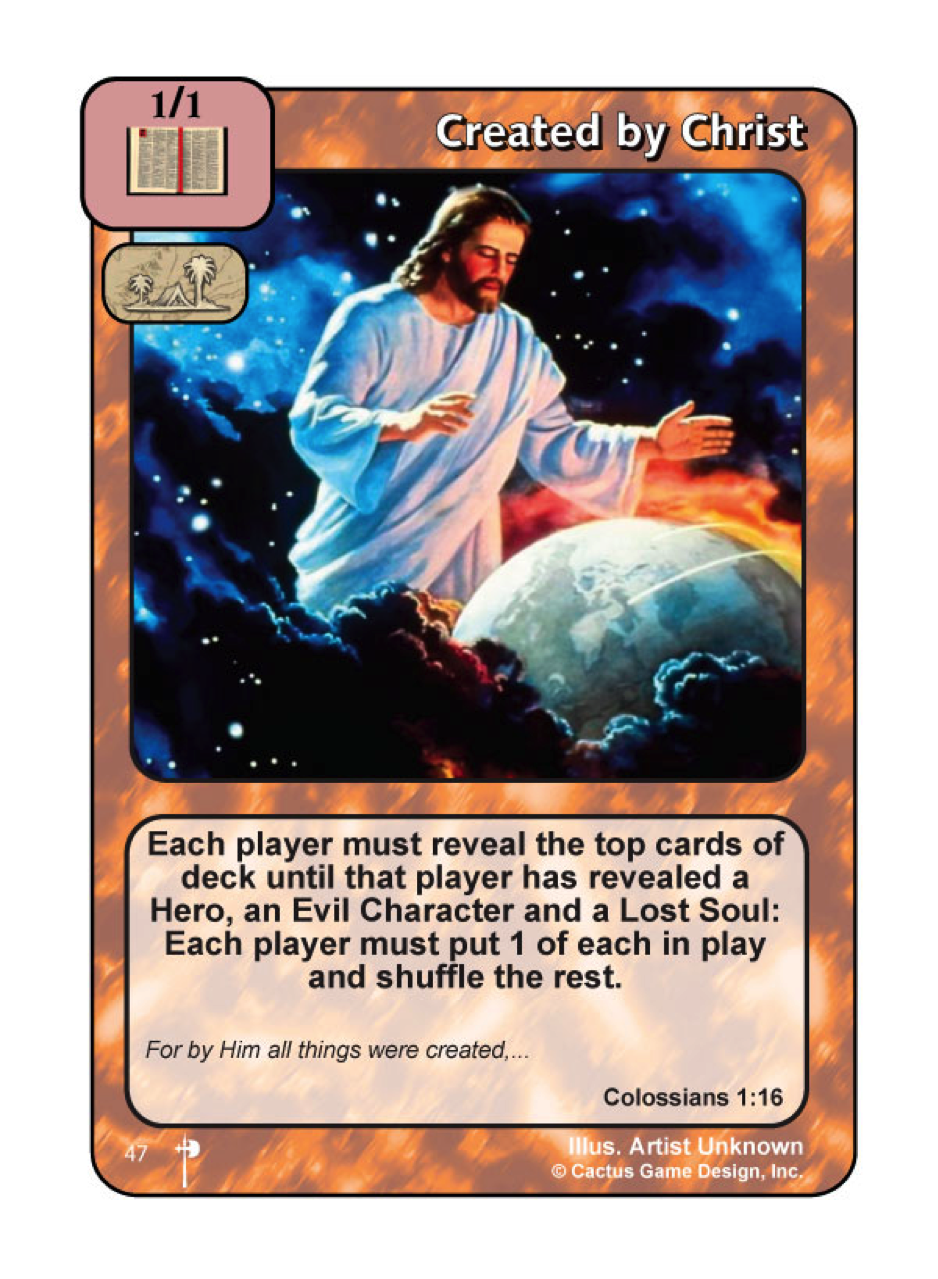 1/1
Created by Christ
Each player must reveal the top cards of
deck until that player has revealed a
Hero, an Evil Character and a Lost Soul:
Each player must put 1 of each in play
and shuffle the rest.
For by Him all things were created,...
Colossians 1:16
47
Illus. Artist Unknown
© Cactus Game Design, Inc.